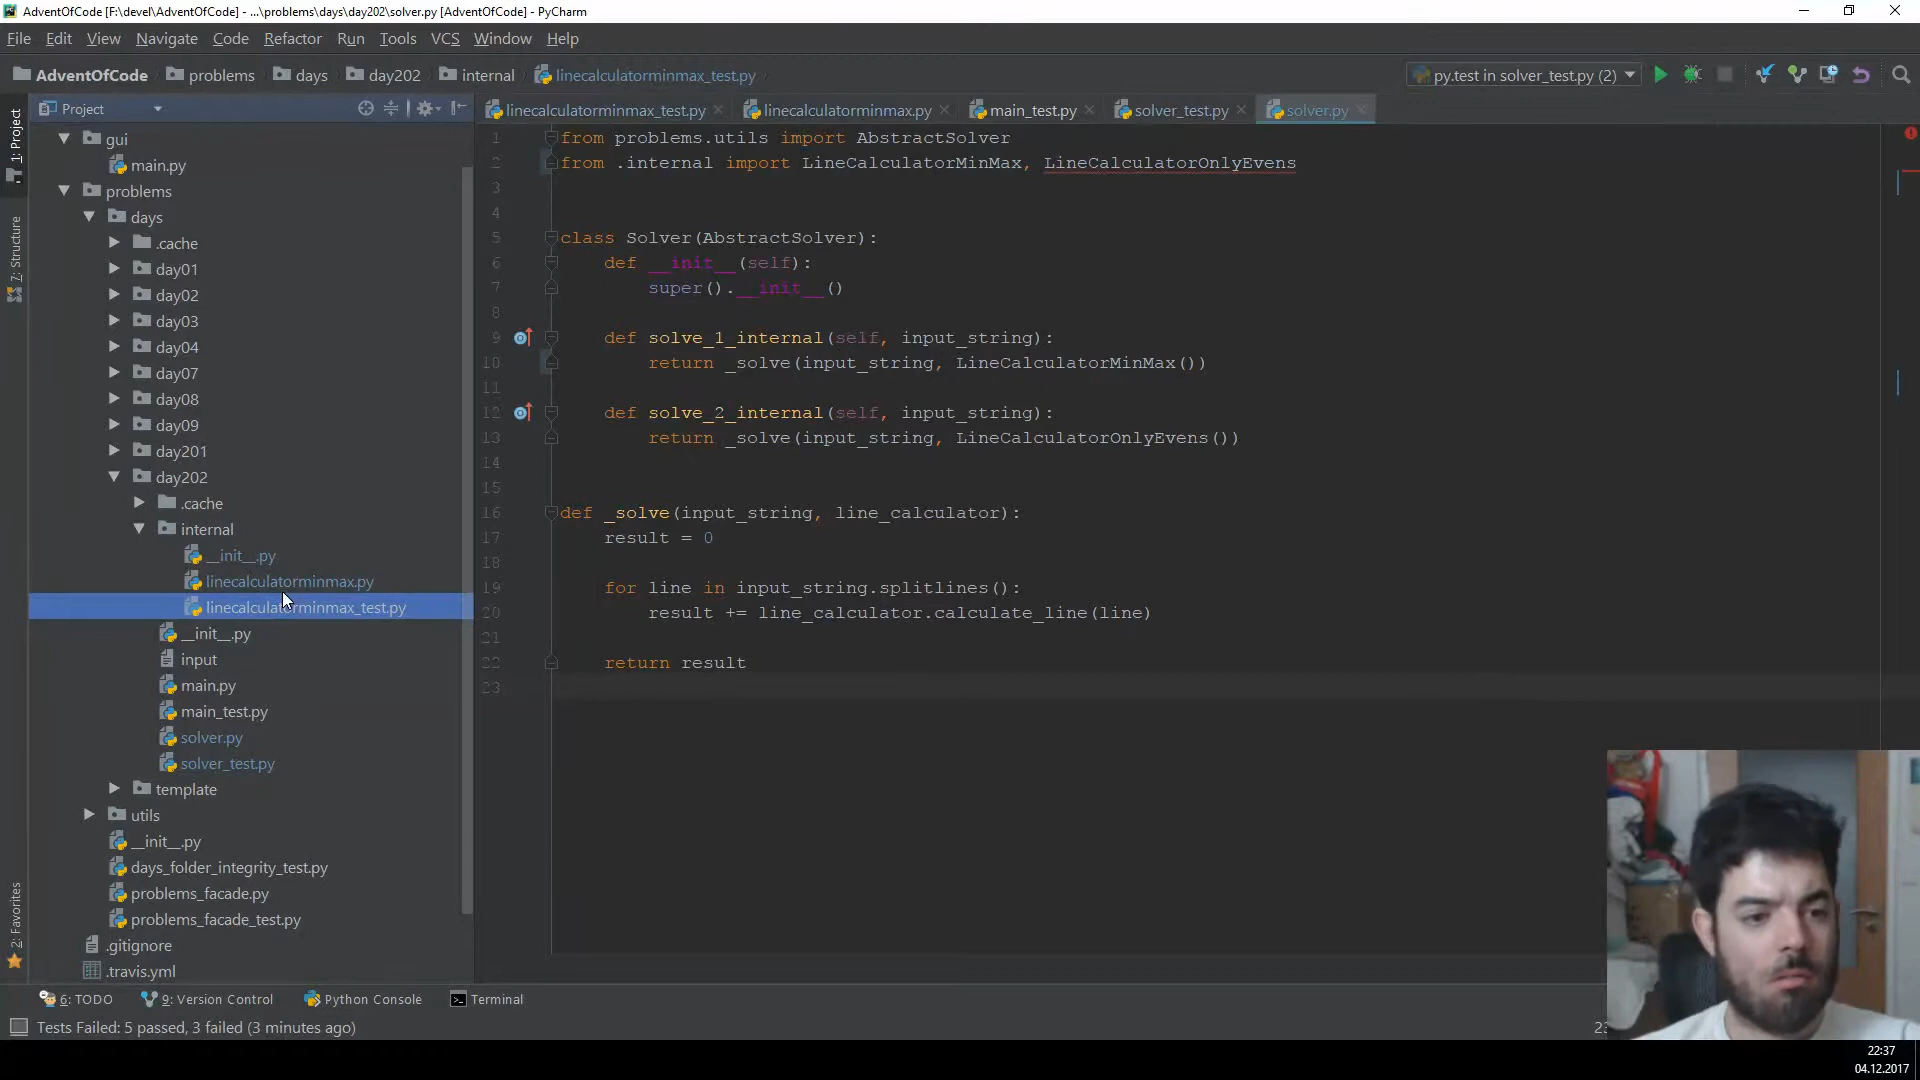 AdventOfCode [F:\devel\AdventOfCode] - ...\problems\days\day202\solver.py [AdventOfCode] - PyCharm
File Edit View Navigate Code Refactor Run Tools VCS Window Help
AdventOfCode problems days day202 internal linecalculatorminmax_test.py
py.test in solver_test.py (2)
Project
linecalculatorminmax_test.py linecalculatorminmax.py main_test.py solver_test.py solver.py
1: Project
7: Structure
2: Favorites
gui
main.py
problems
days
.cache
day01
day02
day03
day04
day07
day08
day09
day201
day202
.cache
internal
__init__.py
linecalculatorminmax.py
linecalculatorminmax_test.py
__init__.py
input
main.py
main_test.py
solver.py
solver_test.py
template
utils
__init__.py
days_folder_integrity_test.py
problems_facade.py
problems_facade_test.py
.gitignore
.travis.yml
1 from problems.utils import AbstractSolver
2 from .internal import LineCalculatorMinMax, LineCalculatorOnlyEvens
3
4
5 class Solver(AbstractSolver):
6 def __init__(self):
7 super().__init__()
8
9 def solve_1_internal(self, input_string):
10 return _solve(input_string, LineCalculatorMinMax())
11
12 def solve_2_internal(self, input_string):
13 return _solve(input_string, LineCalculatorOnlyEvens())
14
15
16 def _solve(input_string, line_calculator):
17 result = 0
18
19 for line in input_string.splitlines():
20 result += line_calculator.calculate_line(line)
21
22 return result
23
6: TODO 9: Version Control Python Console Terminal
Tests Failed: 5 passed, 3 failed (3 minutes ago)
22:37
04.12.2017